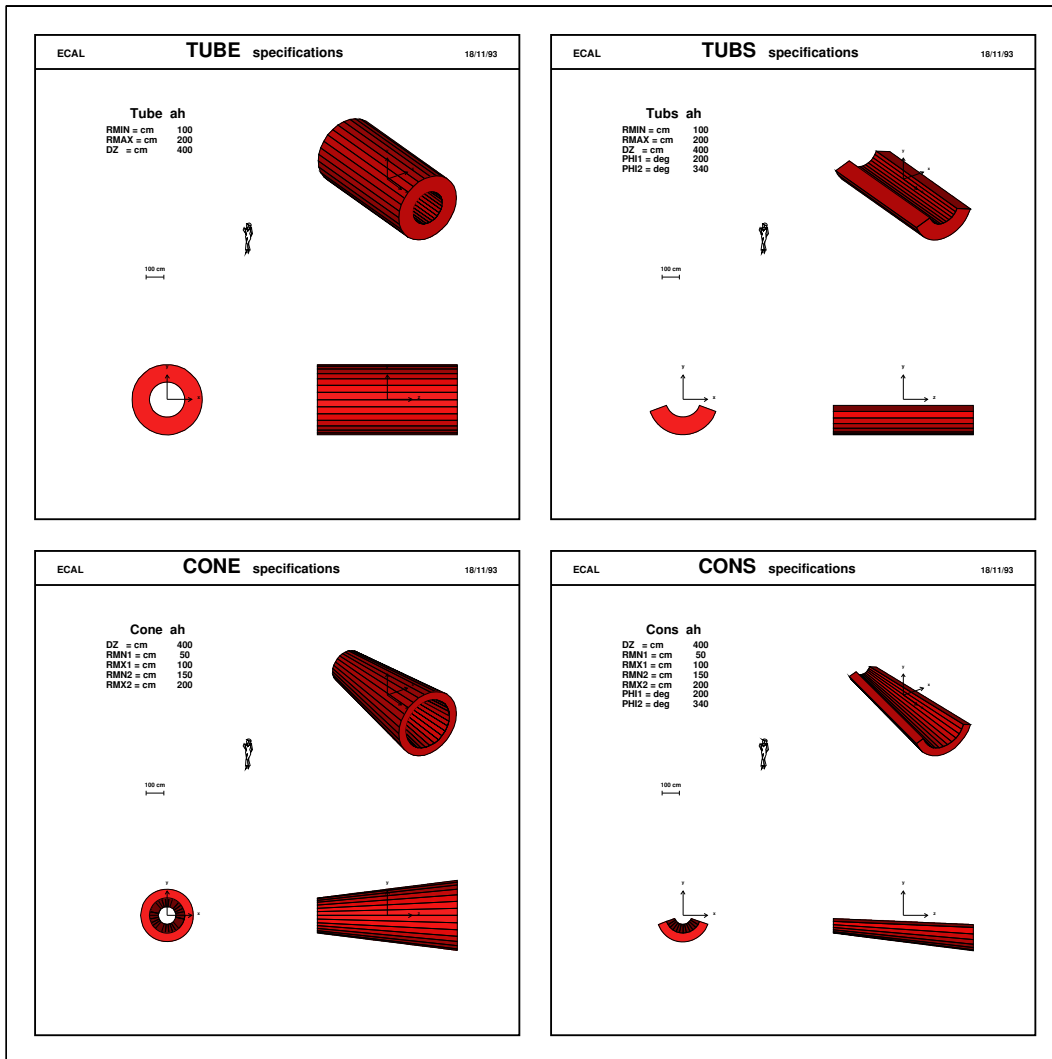 ECAL TUBE specifications 18/11/93
Tube ah
RMIN = cm 100
RMAX = cm 200
DZ = cm 400
100 cm
y
x
y
z
ECAL TUBS specifications 18/11/93
Tubs ah
RMIN = cm 100
RMAX = cm 200
DZ = cm 400
PHI1 = deg 200
PHI2 = deg 340
y
x
100 cm
y
x
y
z
ECAL CONE specifications 18/11/93
Cone ah
DZ = cm 400
RMN1 = cm 50
RMX1 = cm 100
RMN2 = cm 150
RMX2 = cm 200
100 cm
y
x
y
z
ECAL CONS specifications 18/11/93
Cons ah
DZ = cm 400
RMN1 = cm 50
RMX1 = cm 100
RMN2 = cm 150
RMX2 = cm 200
PHI1 = deg 200
PHI2 = deg 340
y
x
100 cm
y
x
y
z